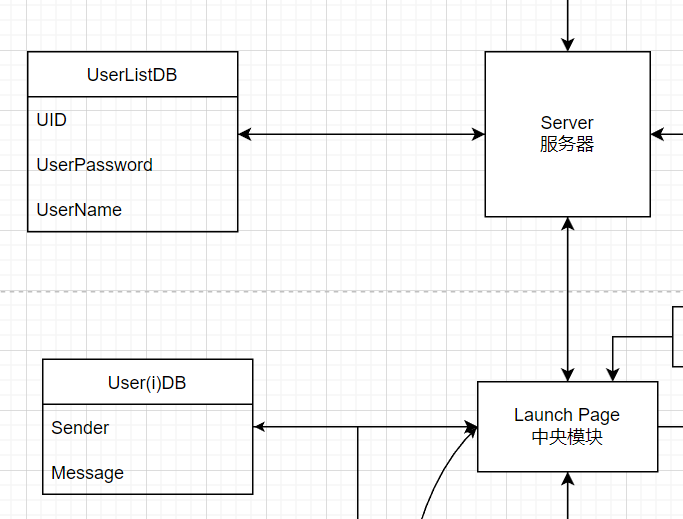 UserListDB
UID
UserPassword
UserName
Server
服务器
User(i)DB
Sender
Message
Launch Page
中央模块